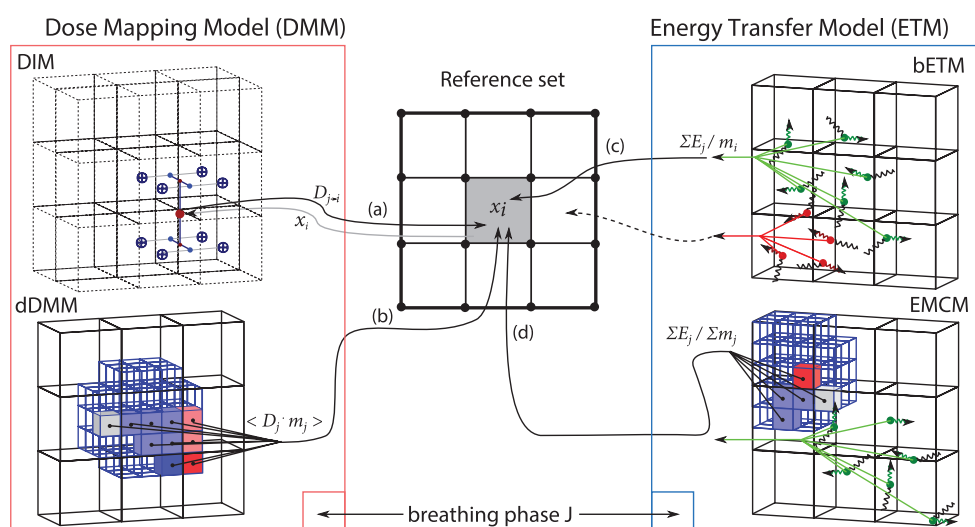 Dose Mapping Model (DMM)
Energy Transfer Model (ETM)
DIM
Reference set
bETM
(c)
ΣE_j / m_i
D_{j→i}
x_i
(a)
x_i
dDMM
(b)
(d)
EMCM
ΣE_j / Σm_j
< D_j · m_j >
breathing phase J